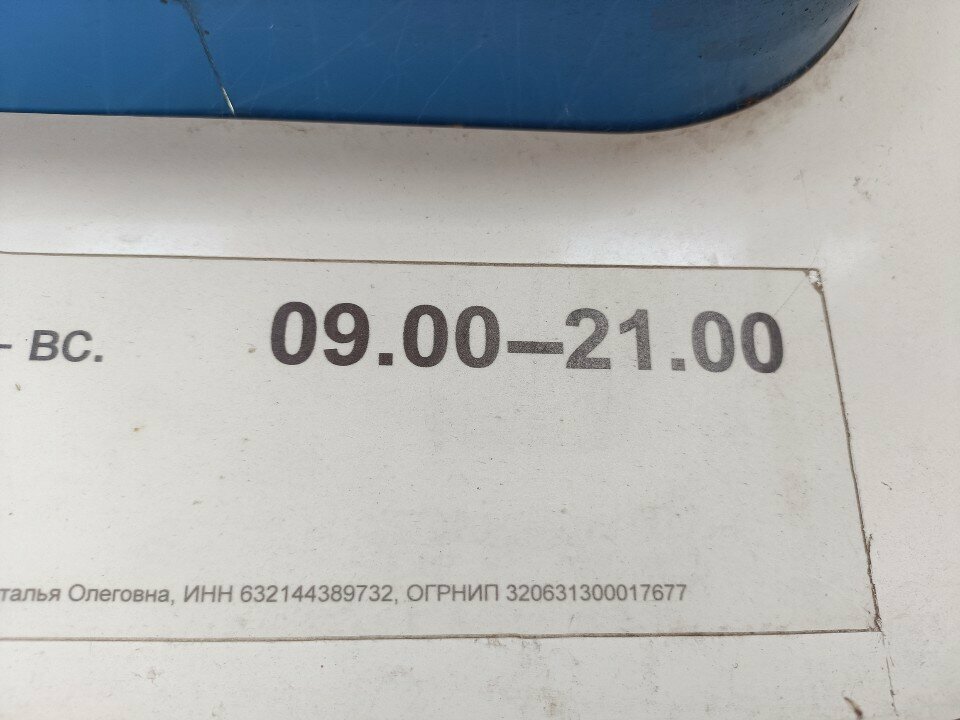 – ВС. 09.00–21.00
талья Олеговна, ИНН 632144389732, ОГРНИП 320631300017677